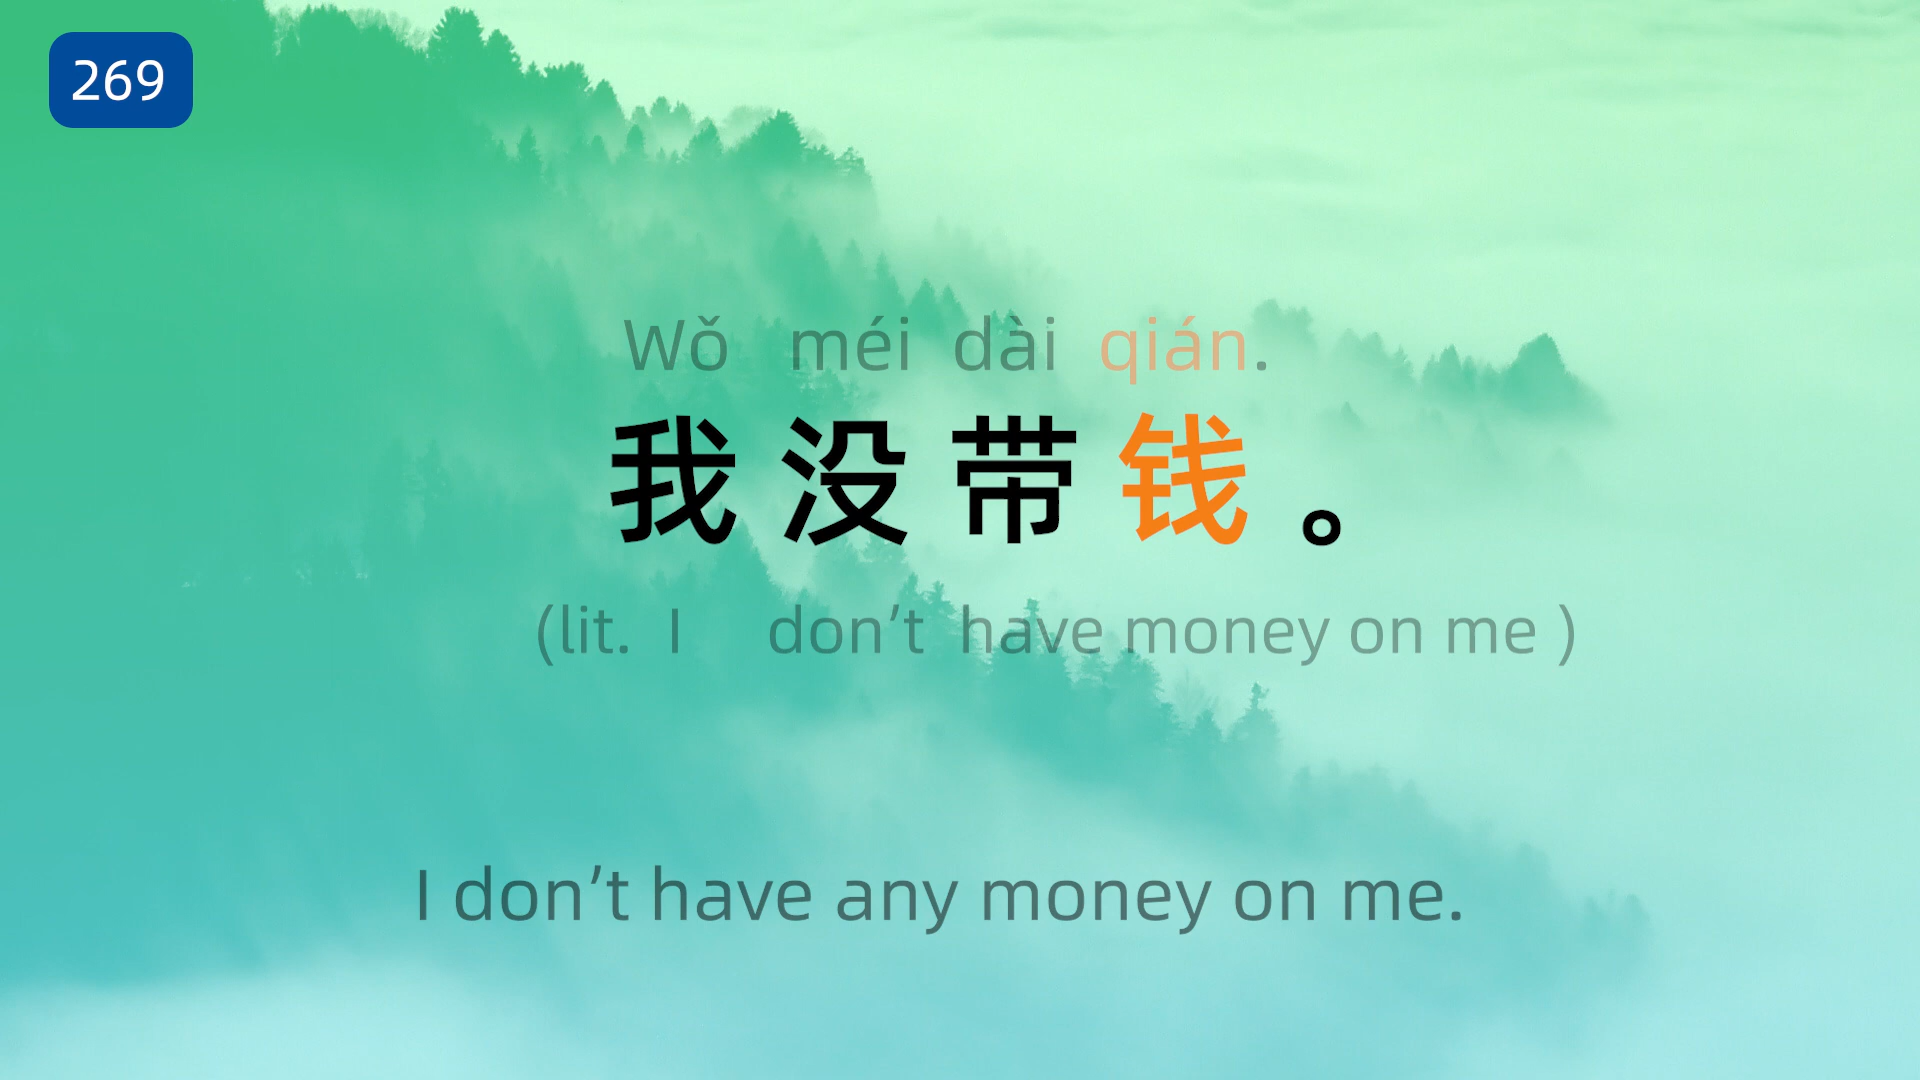 269
Wǒ méi dài qián.
我没带钱。
(lit. I don’t have money on me )
I don’t have any money on me.